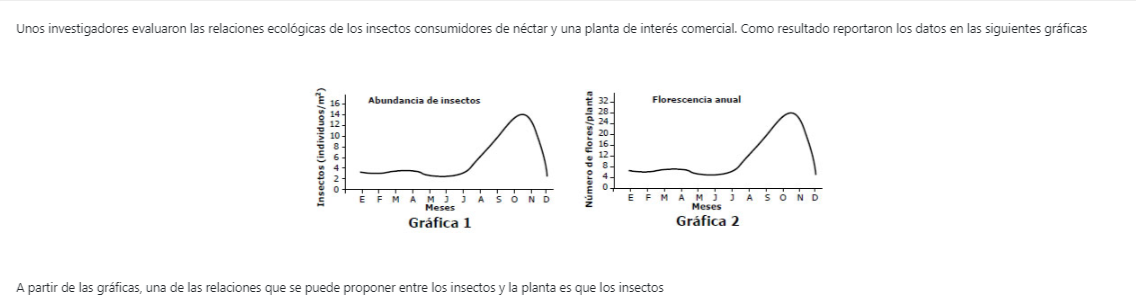 Unos investigadores evaluaron las relaciones ecológicas de los insectos consumidores de néctar y una planta de interés comercial. Como resultado reportaron los datos en las siguientes gráficas
Abundancia de insectos
Insectos (individuos/m²)
16
14
12
10
8
6
4
2
0
E F M A M J J A S O N D
Meses
Gráfica 1
Florescencia anual
Número de flores/planta
32
28
24
20
16
12
8
4
0
E F M A M J J A S O N D
Meses
Gráfica 2
A partir de las gráficas, una de las relaciones que se puede proponer entre los insectos y la planta es que los insectos